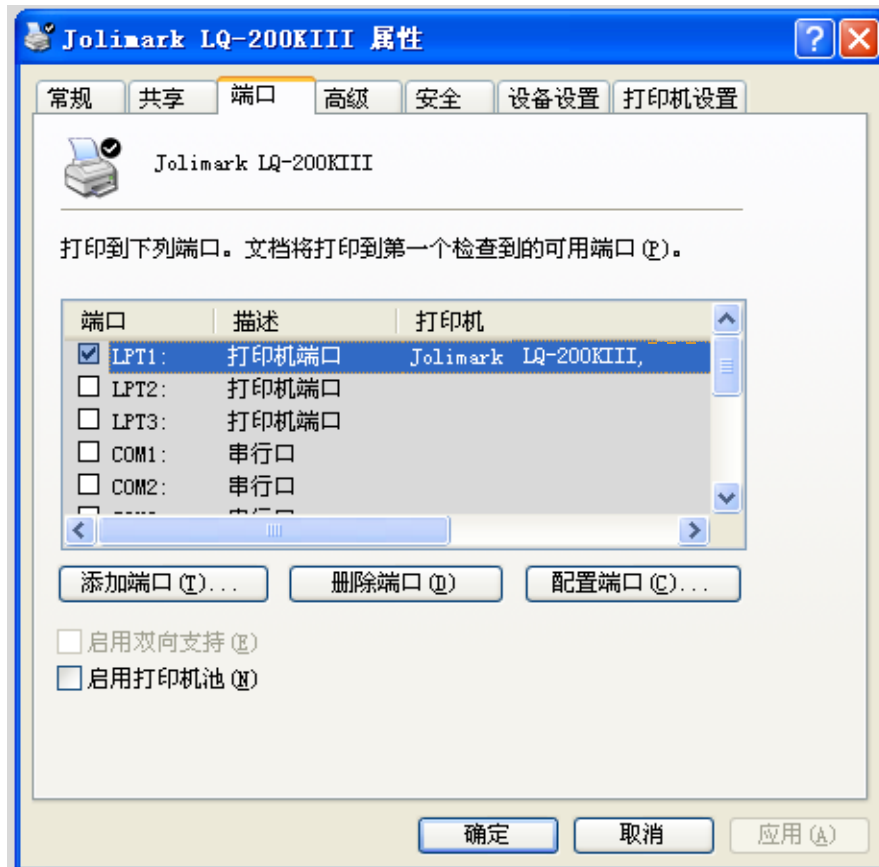 Jolimark LQ-200KIII 属性
常规 共享 端口 高级 安全 设备设置 打印机设置
Jolimark LQ-200KIII
打印到下列端口。文档将打印到第一个检查到的可用端口(P)。
端口 描述 打印机
LPT1: 打印机端口 Jolimark LQ-200KIII,
LPT2: 打印机端口
LPT3: 打印机端口
COM1: 串行口
COM2: 串行口
添加端口(T)... 删除端口(D) 配置端口(C)...
启用双向支持(E)
启用打印机池(N)
确定 取消 应用(A)